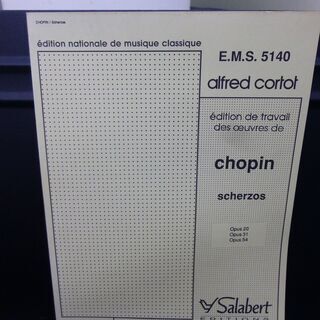 CHOPIN / Scherzos
édition nationale de musique classique
E.M.S. 5140
alfred cortot
édition de travail
des œuvres de
chopin
scherzos
Opus 20
Opus 31
Opus 54
Salabert
EDITIONS